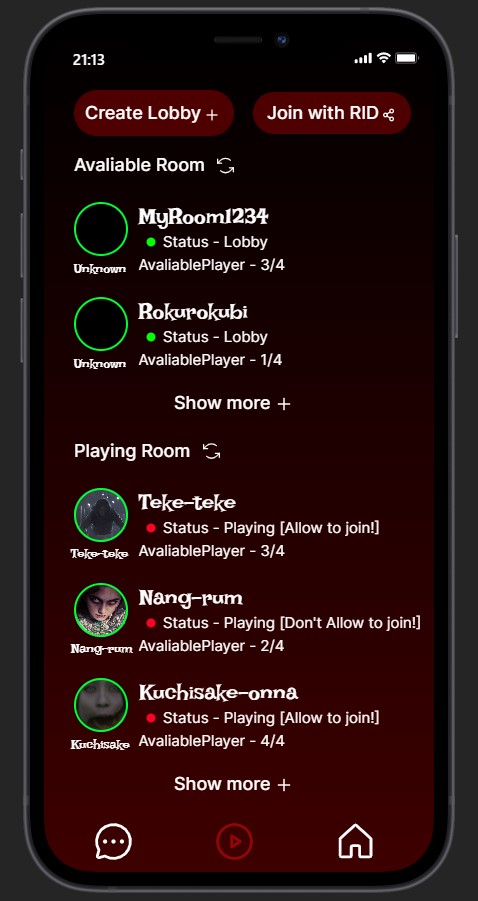 21:13
Create Lobby +
Join with RID
Avaliable Room
MyRoom1234
Status - Lobby
Unknown
AvaliablePlayer - 3/4
Rokurokubi
Status - Lobby
Unknown
AvaliablePlayer - 1/4
Show more +
Playing Room
Teke-teke
Status - Playing [Allow to join!]
Teke-teke
AvaliablePlayer - 3/4
Nang-rum
Status - Playing [Don't Allow to join!]
Nang-rum
AvaliablePlayer - 2/4
Kuchisake-onna
Status - Playing [Allow to join!]
Kuchisake
AvaliablePlayer - 4/4
Show more +